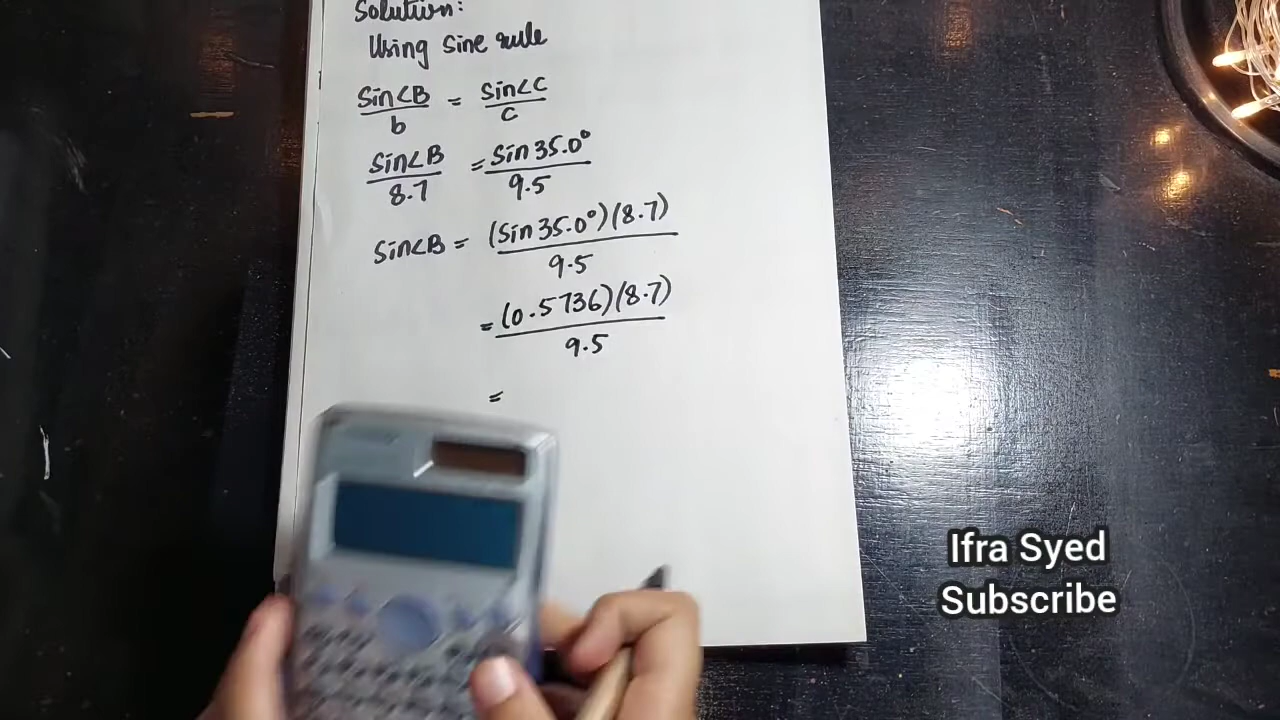 Solution:
Using Sine rule
Sin∠B/b = Sin∠C/c
Sin∠B/8.7 = Sin 35.0°/9.5
Sin∠B = (Sin 35.0°)(8.7)/9.5
= (0.5736)(8.7)/9.5
=
Ifra Syed
Subscribe